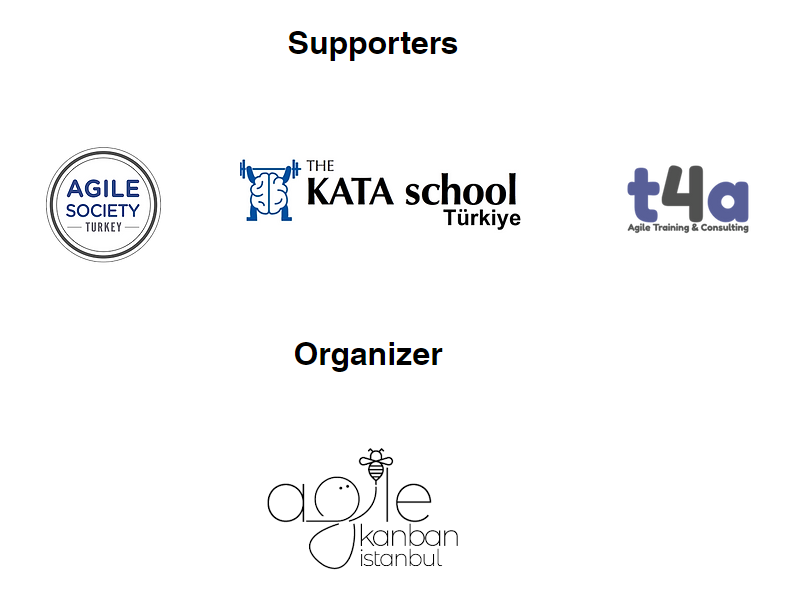 Supporters
AGILE
SOCIETY
TURKEY
THE
KATA school
Türkiye
t4a
Agile Training & Consulting
Organizer
agile
kanban
istanbul